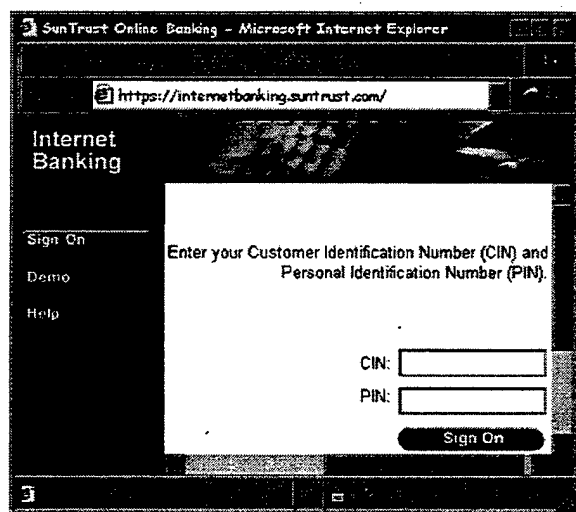 SunTrust Online Banking - Microsoft Internet Explorer
https://internetbanking.suntrust.com/
Internet
Banking
Sign On
Demo
Help
Enter your Customer Identification Number (CIN) and
Personal Identification Number (PIN).
CIN:
PIN:
Sign On